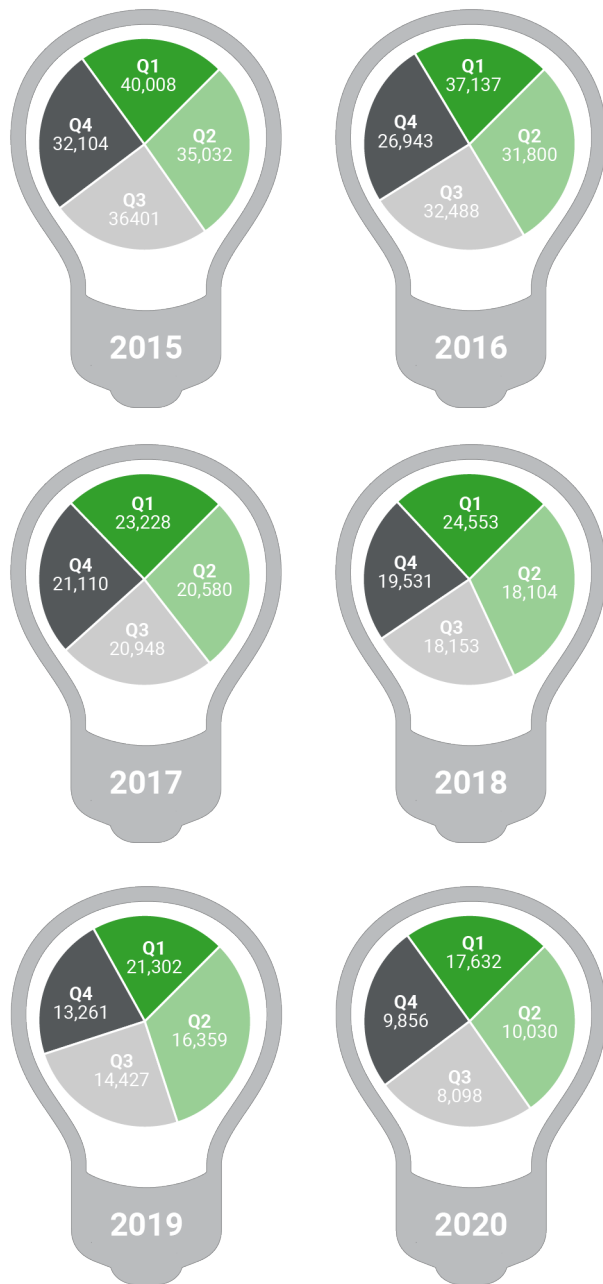 Q1
40,008
Q2
35,032
Q3
36401
Q4
32,104
2015
Q1
37,137
Q2
31,800
Q3
32,488
Q4
26,943
2016
Q1
23,228
Q2
20,580
Q3
20,948
Q4
21,110
2017
Q1
24,553
Q2
18,104
Q3
18,153
Q4
19,531
2018
Q1
21,302
Q2
16,359
Q3
14,427
Q4
13,261
2019
Q1
17,632
Q2
10,030
Q3
8,098
Q4
9,856
2020